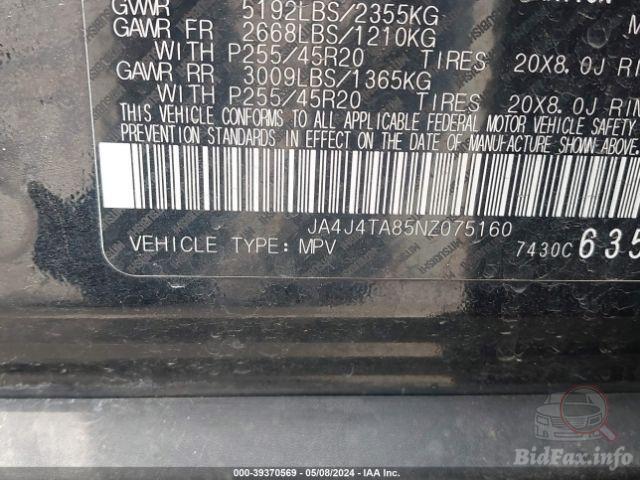 GVWR 5192LBS/2355KG
GAWR FR 2668LBS/1210KG
WITH P255/45R20 TIRES 20X8.0J
GAWR RR 3009LBS/1365KG
WITH P255/45R20 TIRES 20X8.0J
THIS VEHICLE CONFORMS TO ALL APPLICABLE FEDERAL MOTOR VEHICLE SAFETY
PREVENTION STANDARDS IN EFFECT ON THE DATE OF MANUFACTURE SHOWN ABOVE.
JA4J4TA85NZ075160
VEHICLE TYPE: MPV 7430C 635
000-39370569 - 05/08/2024 - IAA Tampa (FL)
BidFax.info